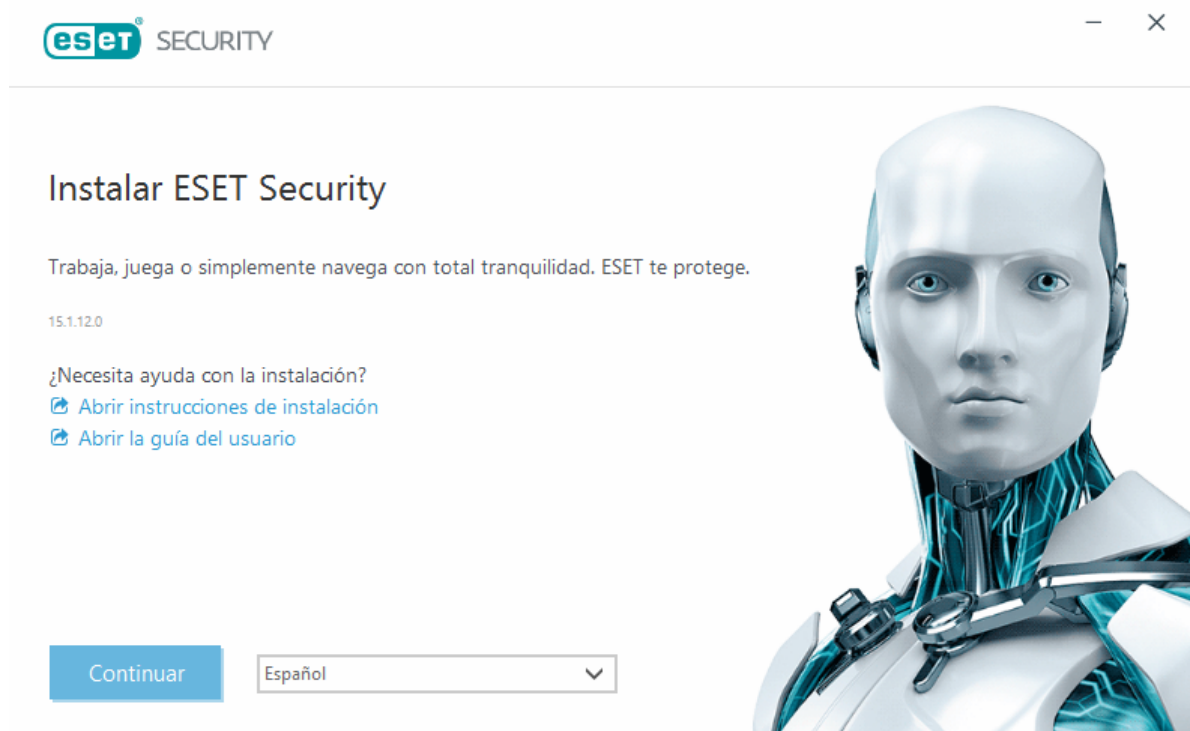 eset® SECURITY
Instalar ESET Security
Trabaja, juega o simplemente navega con total tranquilidad. ESET te protege.
15.1.12.0
¿Necesita ayuda con la instalación?
Abrir instrucciones de instalación
Abrir la guía del usuario
Continuar
Español